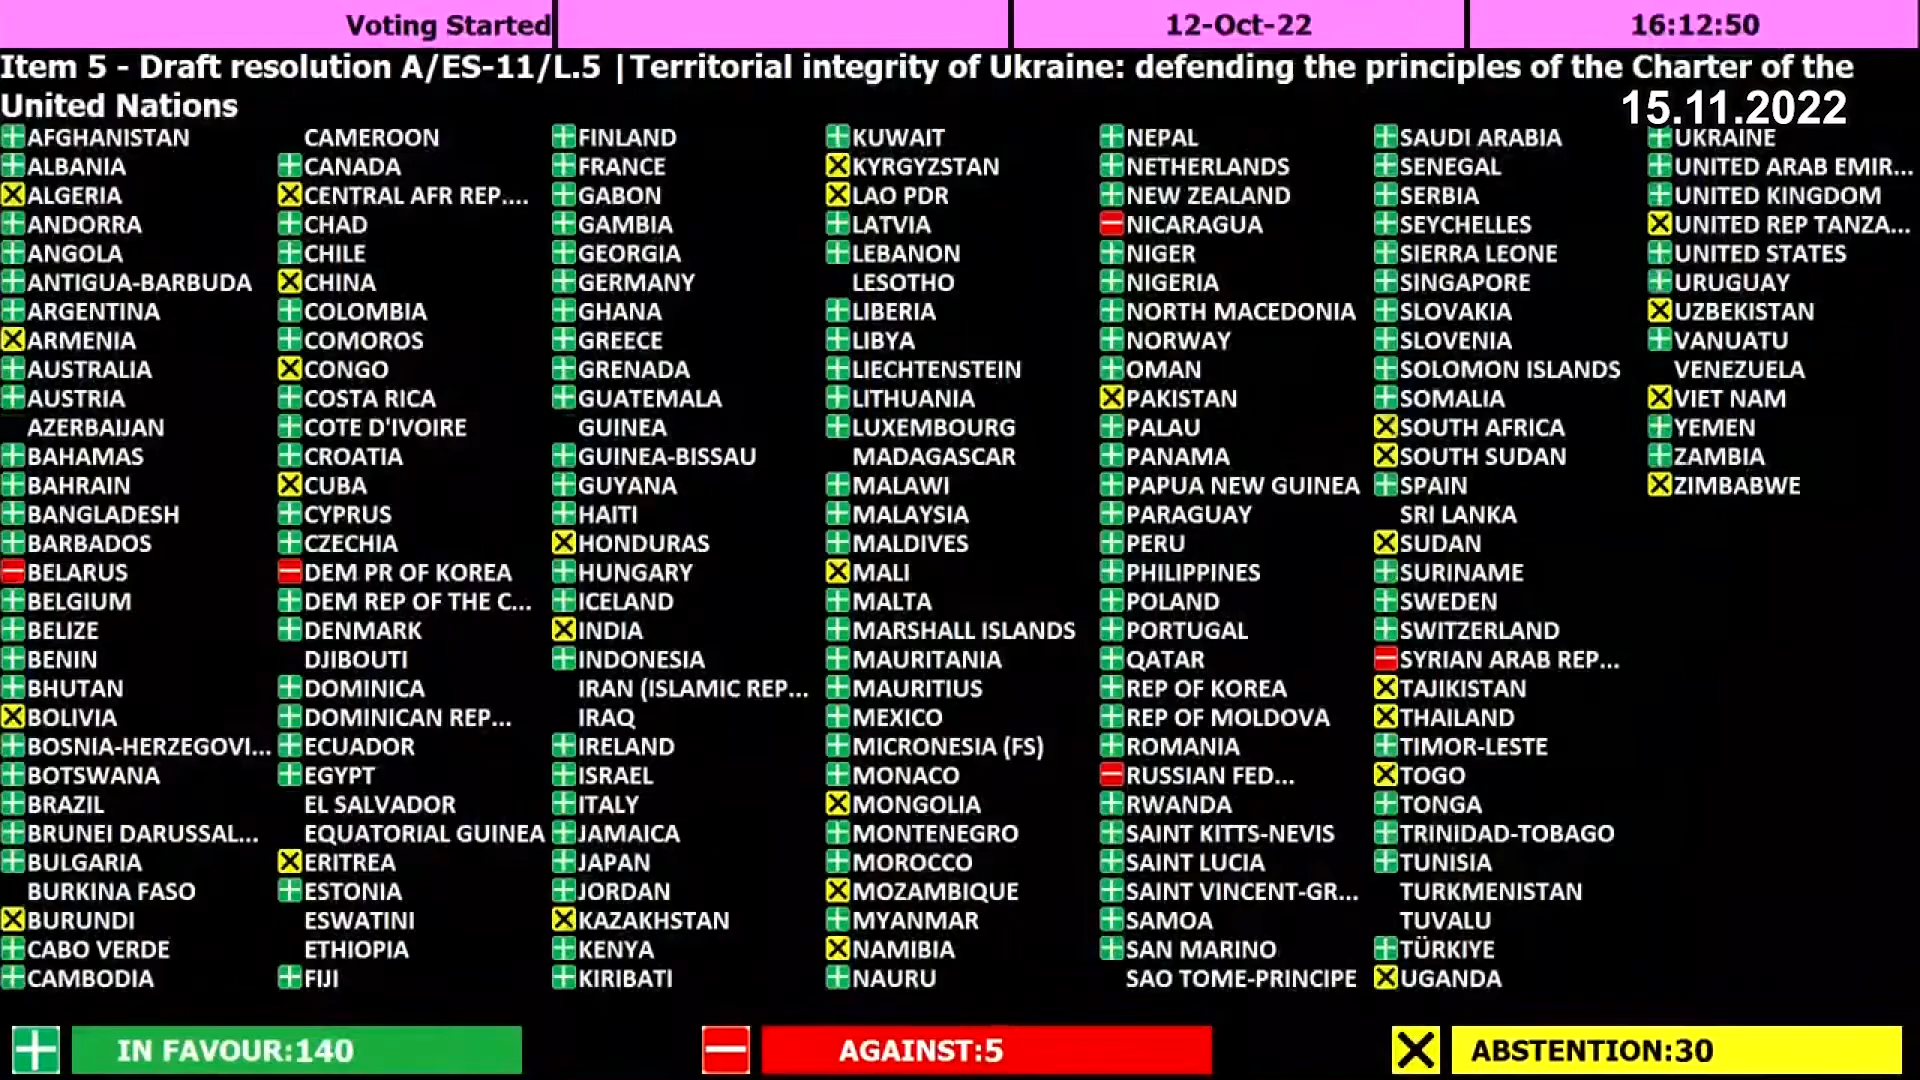 Voting Started 12-Oct-22 16:12:50
Item 5 - Draft resolution A/ES-11/L.5 |Territorial integrity of Ukraine: defending the principles of the Charter of the
United Nations
15.11.2022
AFGHANISTAN CAMEROON FINLAND KUWAIT NEPAL SAUDI ARABIA UKRAINE
ALBANIA CANADA FRANCE KYRGYZSTAN NETHERLANDS SENEGAL UNITED ARAB EMIR...
ALGERIA CENTRAL AFR REP.... GABON LAO PDR NEW ZEALAND SERBIA UNITED KINGDOM
ANDORRA CHAD GAMBIA LATVIA NICARAGUA SEYCHELLES UNITED REP TANZA...
ANGOLA CHILE GEORGIA LEBANON NIGER SIERRA LEONE UNITED STATES
ANTIGUA-BARBUDA CHINA GERMANY LESOTHO NIGERIA SINGAPORE URUGUAY
ARGENTINA COLOMBIA GHANA LIBERIA NORTH MACEDONIA SLOVAKIA UZBEKISTAN
ARMENIA COMOROS GREECE LIBYA NORWAY SLOVENIA VANUATU
AUSTRALIA CONGO GRENADA LIECHTENSTEIN OMAN SOLOMON ISLANDS VENEZUELA
AUSTRIA COSTA RICA GUATEMALA LITHUANIA PAKISTAN SOMALIA VIET NAM
AZERBAIJAN COTE D'IVOIRE GUINEA LUXEMBOURG PALAU SOUTH AFRICA YEMEN
BAHAMAS CROATIA GUINEA-BISSAU MADAGASCAR PANAMA SOUTH SUDAN ZAMBIA
BAHRAIN CUBA GUYANA MALAWI PAPUA NEW GUINEA SPAIN ZIMBABWE
BANGLADESH CYPRUS HAITI MALAYSIA PARAGUAY SRI LANKA
BARBADOS CZECHIA HONDURAS MALDIVES PERU SUDAN
BELARUS DEM PR OF KOREA HUNGARY MALI PHILIPPINES SURINAME
BELGIUM DEM REP OF THE C... ICELAND MALTA POLAND SWEDEN
BELIZE DENMARK INDIA MARSHALL ISLANDS PORTUGAL SWITZERLAND
BENIN DJIBOUTI INDONESIA MAURITANIA QATAR SYRIAN ARAB REP...
BHUTAN DOMINICA IRAN (ISLAMIC REP... MAURITIUS REP OF KOREA TAJIKISTAN
BOLIVIA DOMINICAN REP... IRAQ MEXICO REP OF MOLDOVA THAILAND
BOSNIA-HERZEGOVI... ECUADOR IRELAND MICRONESIA (FS) ROMANIA TIMOR-LESTE
BOTSWANA EGYPT ISRAEL MONACO RUSSIAN FED... TOGO
BRAZIL EL SALVADOR ITALY MONGOLIA RWANDA TONGA
BRUNEI DARUSSAL... EQUATORIAL GUINEA JAMAICA MONTENEGRO SAINT KITTS-NEVIS TRINIDAD-TOBAGO
BULGARIA ERITREA JAPAN MOROCCO SAINT LUCIA TUNISIA
BURKINA FASO ESTONIA JORDAN MOZAMBIQUE SAINT VINCENT-GR... TURKMENISTAN
BURUNDI ESWATINI KAZAKHSTAN MYANMAR SAMOA TUVALU
CABO VERDE ETHIOPIA KENYA NAMIBIA SAN MARINO TÜRKIYE
CAMBODIA FIJI KIRIBATI NAURU SAO TOME-PRINCIPE UGANDA
IN FAVOUR:140 AGAINST:5 ABSTENTION:30